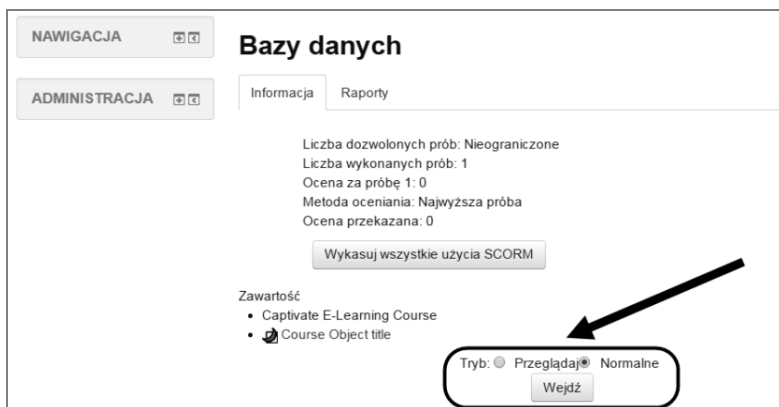 NAWIGACJA
ADMINISTRACJA
Bazy danych
Informacja Raporty
Liczba dozwolonych prób: Nieograniczone
Liczba wykonanych prób: 1
Ocena za próbę 1: 0
Metoda oceniania: Najwyższa próba
Ocena przekazana: 0
Wykasuj wszystkie użycia SCORM
Zawartość
• Captivate E-Learning Course
• Course Object title
Tryb: Przeglądaj Normalne
Wejdź